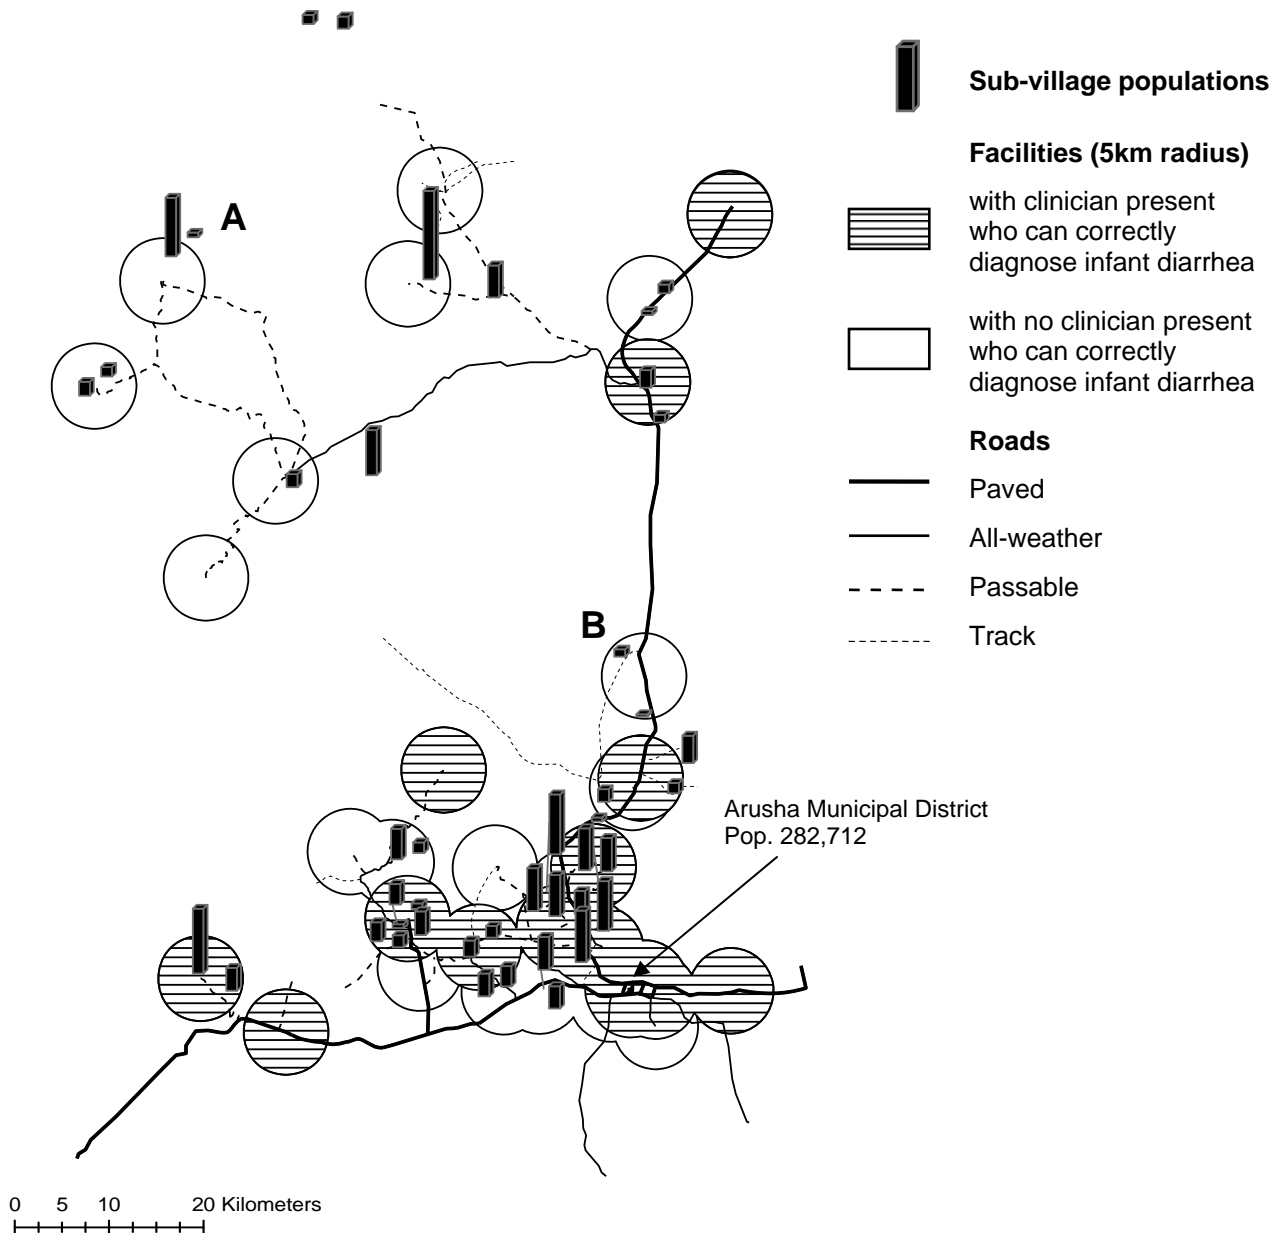 Sub-village populations
Facilities (5km radius)
with clinician present
who can correctly
diagnose infant diarrhea
with no clinician present
who can correctly
diagnose infant diarrhea
Roads
Paved
All-weather
Passable
Track
A
B
Arusha Municipal District
Pop. 282,712
0 5 10 20 Kilometers